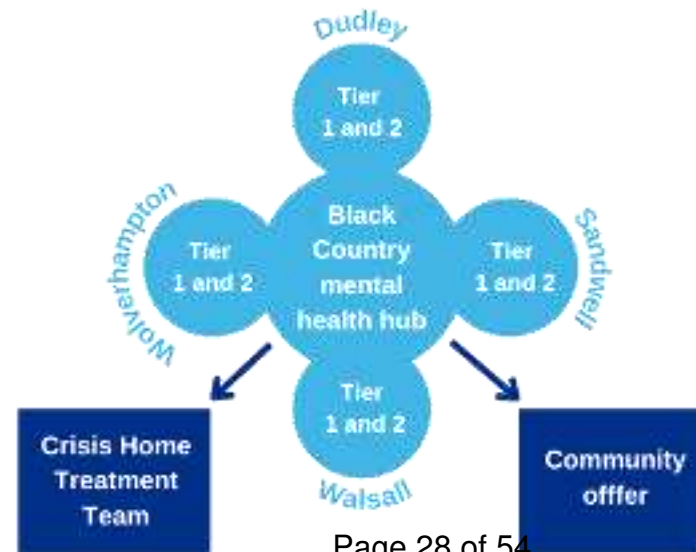 Dudley
Tier
1 and 2
Wolverhampton
Tier
1 and 2
Black
Country
mental
health hub
Tier
1 and 2
Sandwell
Tier
1 and 2
Walsall
Crisis Home
Treatment
Team
Community
offfer
Page 28 of 54